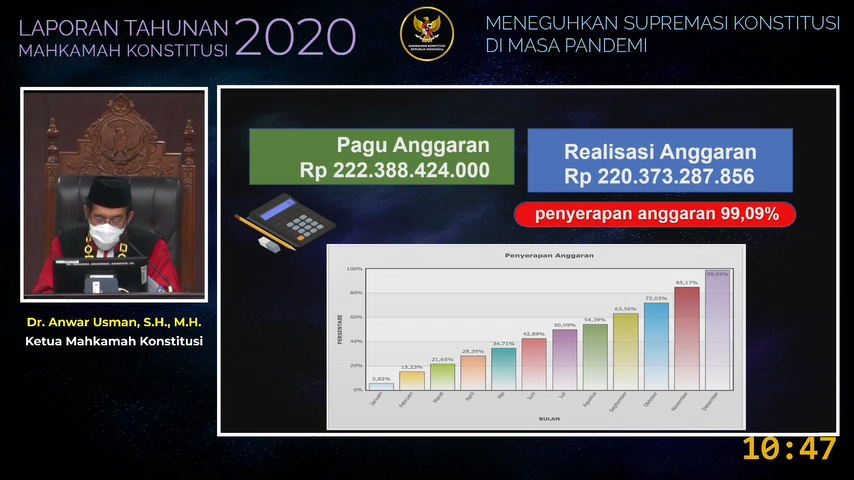 LAPORAN TAHUNAN
MAHKAMAH KONSTITUSI
2020
MAHKAMAH KONSTITUSI
REPUBLIK INDONESIA
MENEGUHKAN SUPREMASI KONSTITUSI
DI MASA PANDEMI
Pagu Anggaran
Rp 222.388.424.000
Realisasi Anggaran
Rp 220.373.287.856
penyerapan anggaran 99,09%
Penyerapan Anggaran
100%
80%
60%
40%
20%
0%
PERSENTASE
5,82%
15,23%
21,65%
28,39%
34,71%
42,89%
50,09%
54,39%
63,56%
72,03%
85,17%
99,09%
Januari
Februari
Maret
April
Mei
Juni
Juli
Agustus
September
Oktober
November
Desember
BULAN
Dr. Anwar Usman, S.H., M.H.
Ketua Mahkamah Konstitusi
10:47